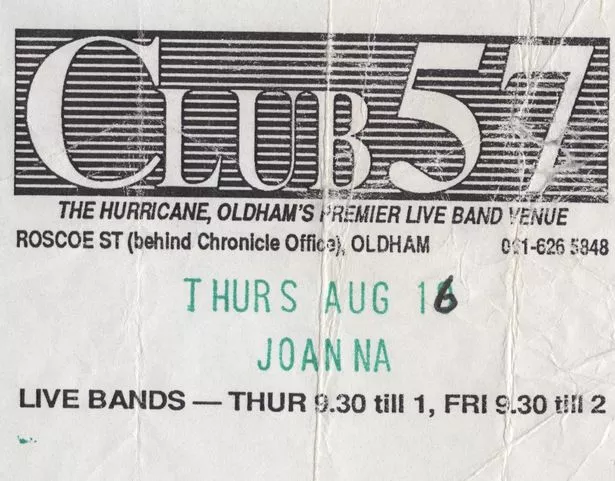 CLUB 57
THE HURRICANE, OLDHAM'S PREMIER LIVE BAND VENUE
ROSCOE ST (behind Chronicle Office), OLDHAM 061-626 5848
THURS AUG 16
JOANNA
LIVE BANDS — THUR 9.30 till 1, FRI 9.30 till 2